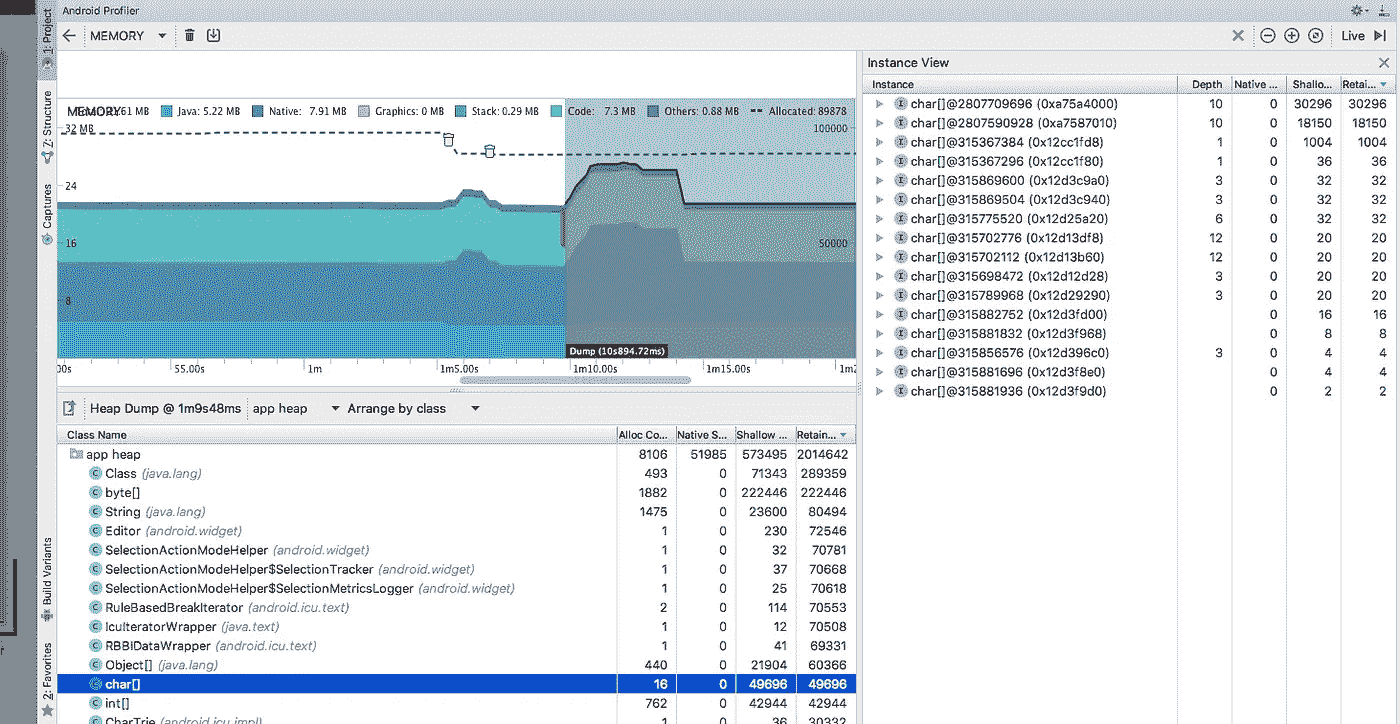 Android Profiler
MEMORY
Live
1: Project
Z: Structure
Captures
Build Variants
2: Favorites
MEMORY
.61 MB Java: 5.22 MB Native: 7.91 MB Graphics: 0 MB Stack: 0.29 MB Code: 7.3 MB Others: 0.88 MB Allocated: 89878
32 MB
100000
24
16
50000
8
Dump (10s894.72ms)
00s 55.00s 1m 1m5.00s 1m10.00s 1m15.00s 1m2
Heap Dump @ 1m9s48ms app heap Arrange by class
Class Name Alloc Co... Native S... Shallow ... Retain...
app heap 8106 51985 573495 2014642
Class (java.lang) 493 0 71343 289359
byte[] 1882 0 222446 222446
String (java.lang) 1475 0 23600 80494
Editor (android.widget) 1 0 230 72546
SelectionActionModeHelper (android.widget) 1 0 32 70781
SelectionActionModeHelper$SelectionTracker (android.widget) 1 0 37 70668
SelectionActionModeHelper$SelectionMetricsLogger (android.widget) 1 0 25 70618
RuleBasedBreakIterator (android.icu.text) 2 0 114 70553
IcuIteratorWrapper (java.text) 1 0 12 70508
RBBIDataWrapper (android.icu.text) 1 0 41 69331
Object[] (java.lang) 440 0 21904 60366
char[] 16 0 49696 49696
int[] 762 0 42944 42944
CharTrie (android.icu.impl) 1 0 36 30332
Instance View
Instance Depth Native ... Shallo... Retai...
char[]@2807709696 (0xa75a4000) 10 0 30296 30296
char[]@2807590928 (0xa7587010) 10 0 18150 18150
char[]@315367384 (0x12cc1fd8) 1 0 1004 1004
char[]@315367296 (0x12cc1f80) 1 0 36 36
char[]@315869600 (0x12d3c9a0) 3 0 32 32
char[]@315869504 (0x12d3c940) 3 0 32 32
char[]@315775520 (0x12d25a20) 6 0 32 32
char[]@315702776 (0x12d13df8) 12 0 20 20
char[]@315702112 (0x12d13b60) 12 0 20 20
char[]@315698472 (0x12d12d28) 3 0 20 20
char[]@315789968 (0x12d29290) 3 0 20 20
char[]@315882752 (0x12d3fd00) 0 16 16
char[]@315881832 (0x12d3f968) 0 8 8
char[]@315856576 (0x12d396c0) 3 0 4 4
char[]@315881696 (0x12d3f8e0) 0 4 4
char[]@315881936 (0x12d3f9d0) 0 2 2